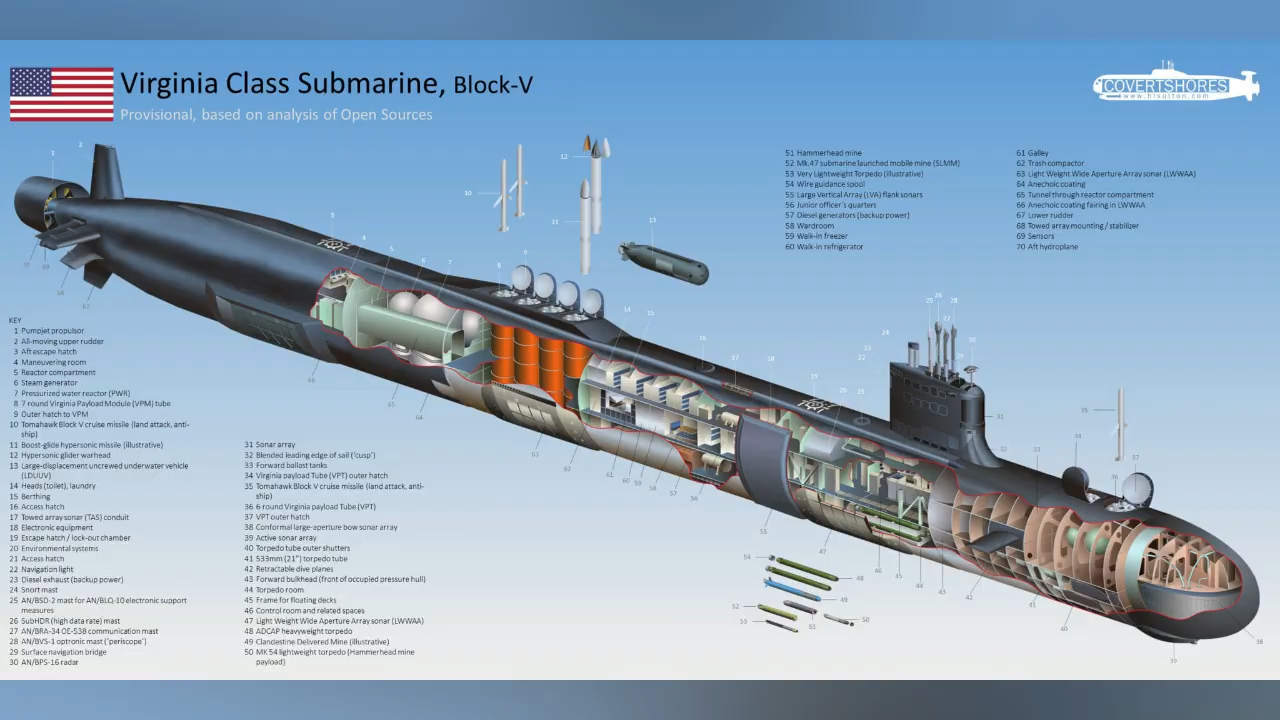 Virginia Class Submarine, Block-V
Provisional, based on analysis of Open Sources
COVERTSHORES
www.hisutton.com
KEY
1 Pumpjet propulsor
2 All-moving upper rudder
3 Aft escape hatch
4 Maneuvering room
5 Reactor compartment
6 Steam generator
7 Pressurized water reactor (PWR)
8 7 round Virginia Payload Module (VPM) tube
9 Outer hatch to VPM
10 Tomahawk Block V cruise missile (land attack, anti-
ship)
11 Boost-glide hypersonic missile (illustrative)
12 Hypersonic glider warhead
13 Large-displacement uncrewed underwater vehicle
(LDUUV)
14 Heads (toilet), laundry
15 Berthing
16 Access hatch
17 Towed array sonar (TAS) conduit
18 Electronic equipment
19 Escape hatch / lock-out chamber
20 Environmental systems
21 Access hatch
22 Navigation light
23 Diesel exhaust (backup power)
24 Snort mast
25 AN/BSD-2 mast for AN/BLQ-10 electronic support
measures
26 SubHDR (high data rate) mast
27 AN/BRA-34 OE-538 communication mast
28 AN/BVS-1 optronic mast ('periscope')
29 Surface navigation bridge
30 AN/BPS-16 radar
31 Sonar array
32 Blended leading edge of sail ('cusp')
33 Forward ballast tanks
34 Virginia payload Tube (VPT) outer hatch
35 Tomahawk Block V cruise missile (land attack, anti-
ship)
36 6 round Virginia payload Tube (VPT)
37 VPT outer hatch
38 Conformal large-aperture bow sonar array
39 Active sonar array
40 Torpedo tube outer shutters
41 533mm (21") torpedo tube
42 Retractable dive planes
43 Forward bulkhead (front of occupied pressure hull)
44 Torpedo room
45 Frame for floating decks
46 Control room and related spaces
47 Light Weight Wide Aperture Array sonar (LWWAA)
48 ADCAP heavyweight torpedo
49 Clandestine Delivered Mine (illustrative)
50 MK 54 lightweight torpedo (Hammerhead mine
payload)
51 Hammerhead mine
52 Mk.47 submarine launched mobile mine (SLMM)
53 Very Lightweight Torpedo (illustrative)
54 Wire guidance spool
55 Large Vertical Array (LVA) flank sonars
56 Junior officer's quarters
57 Diesel generators (backup power)
58 Wardroom
59 Walk-in freezer
60 Walk-in refrigerator
61 Galley
62 Trash compactor
63 Light Weight Wide Aperture Array sonar (LWWAA)
64 Anechoic coating
65 Tunnel through reactor compartment
66 Anechoic coating fairing in LWWAA
67 Lower rudder
68 Towed array mounting / stabilizer
69 Sensors
70 Aft hydroplane